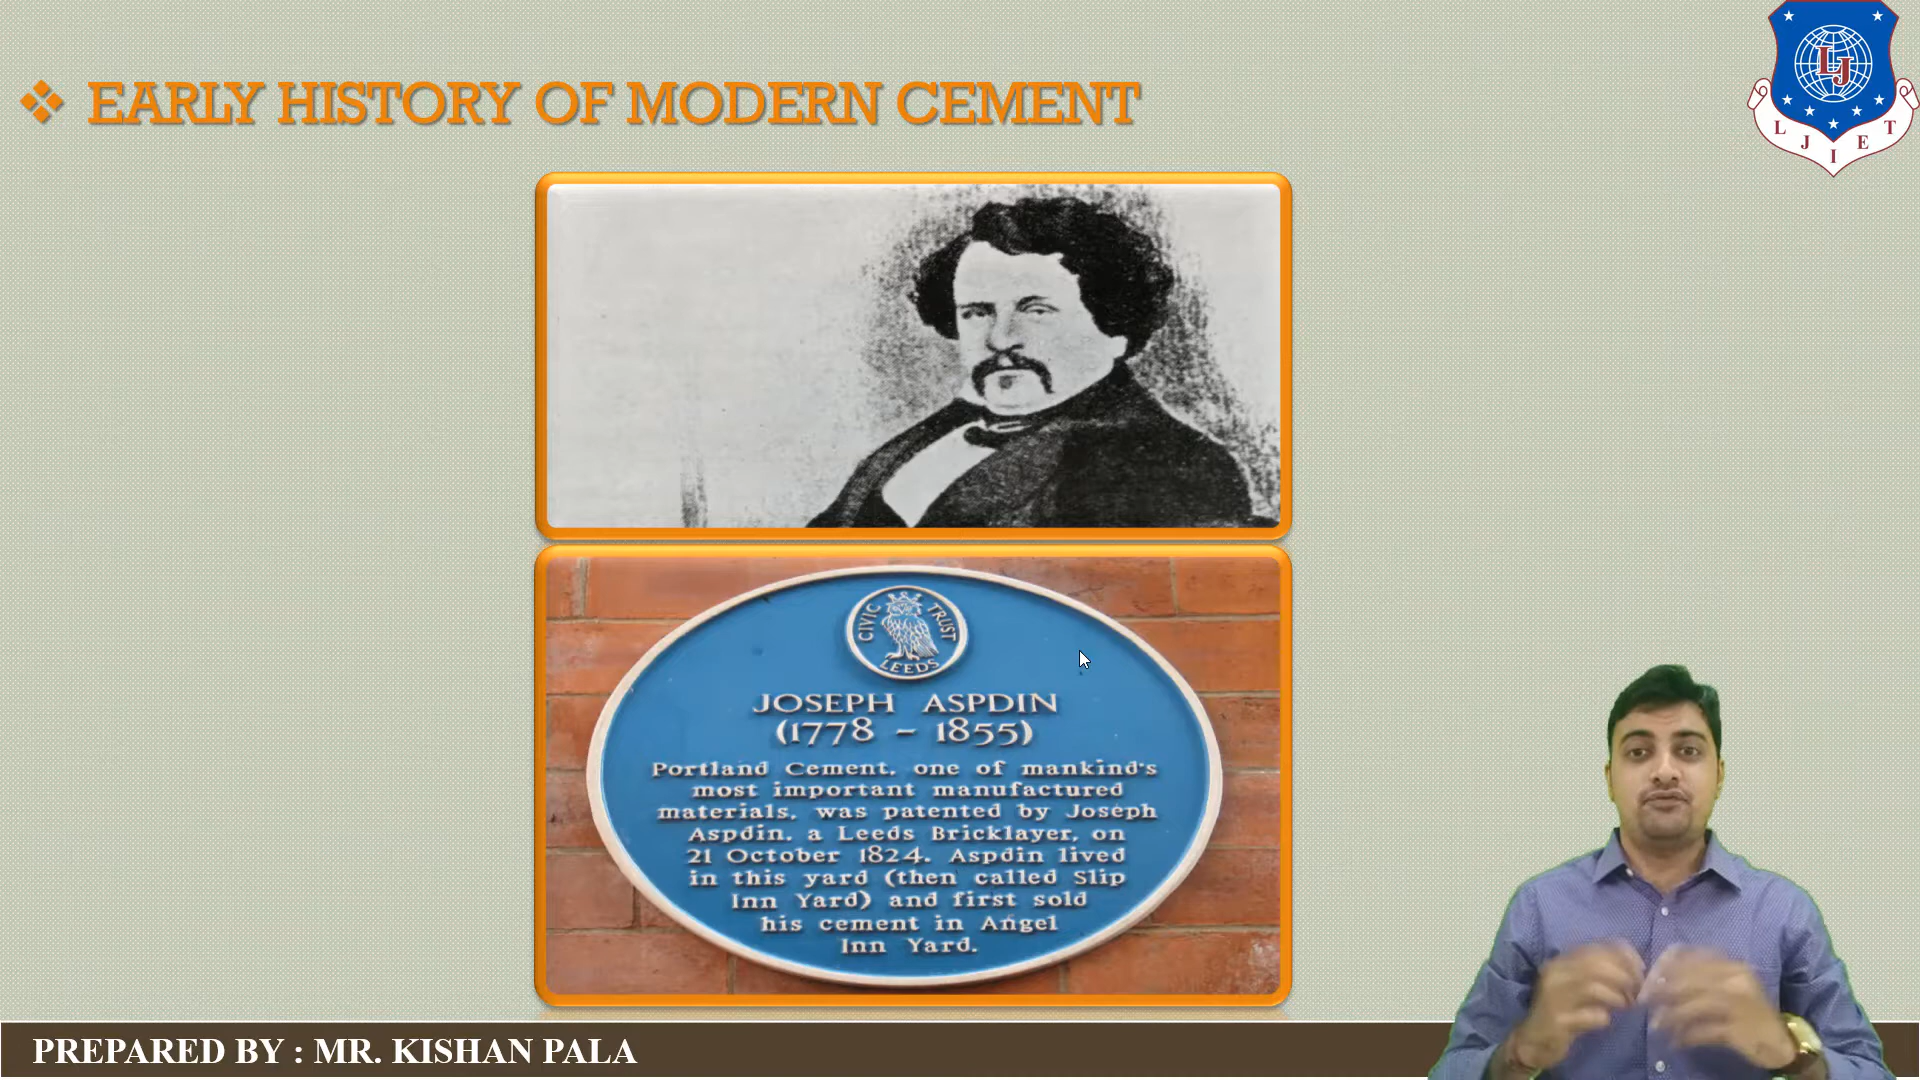 EARLY HISTORY OF MODERN CEMENT
LJ
L J I E T
CIVIC TRUST
LEEDS
JOSEPH ASPDIN
(1778 - 1855)
Portland Cement, one of mankind's
most important manufactured
materials, was patented by Joseph
Aspdin, a Leeds Bricklayer, on
21 October 1824. Aspdin lived
in this yard (then called Slip
Inn Yard) and first sold
his cement in Angel
Inn Yard.
PREPARED BY : MR. KISHAN PALA